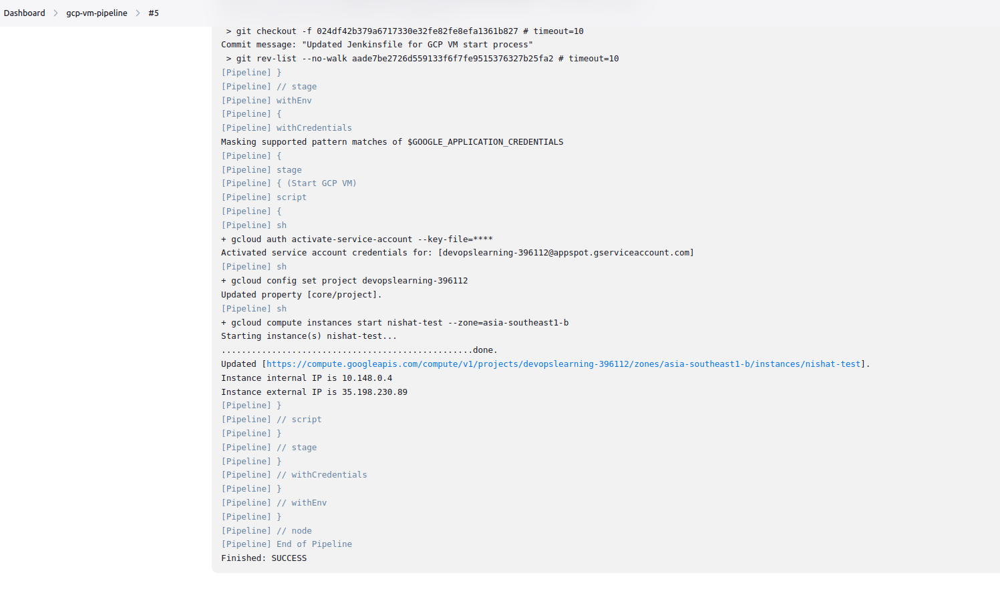 Dashboard > gcp-vm-pipeline > #5
 > git checkout -f 024df42b379a6717330e32fe82fe8efa1361b827 # timeout=10
Commit message: "Updated Jenkinsfile for GCP VM start process"
 > git rev-list --no-walk aade7be2726d559133f6f7fe9515376327b25fa2 # timeout=10
[Pipeline] }
[Pipeline] // stage
[Pipeline] withEnv
[Pipeline] {
[Pipeline] withCredentials
Masking supported pattern matches of $GOOGLE_APPLICATION_CREDENTIALS
[Pipeline] {
[Pipeline] stage
[Pipeline] { (Start GCP VM)
[Pipeline] script
[Pipeline] {
[Pipeline] sh
+ gcloud auth activate-service-account --key-file=****
Activated service account credentials for: [devopslearning-396112@appspot.gserviceaccount.com]
[Pipeline] sh
+ gcloud config set project devopslearning-396112
Updated property [core/project].
[Pipeline] sh
+ gcloud compute instances start nishat-test --zone=asia-southeast1-b
Starting instance(s) nishat-test...
..................................................done.
Updated [https://compute.googleapis.com/compute/v1/projects/devopslearning-396112/zones/asia-southeast1-b/instances/nishat-test].
Instance internal IP is 10.148.0.4
Instance external IP is 35.198.230.89
[Pipeline] }
[Pipeline] // script
[Pipeline] }
[Pipeline] // stage
[Pipeline] }
[Pipeline] // withCredentials
[Pipeline] }
[Pipeline] // withEnv
[Pipeline] }
[Pipeline] // node
[Pipeline] End of Pipeline
Finished: SUCCESS